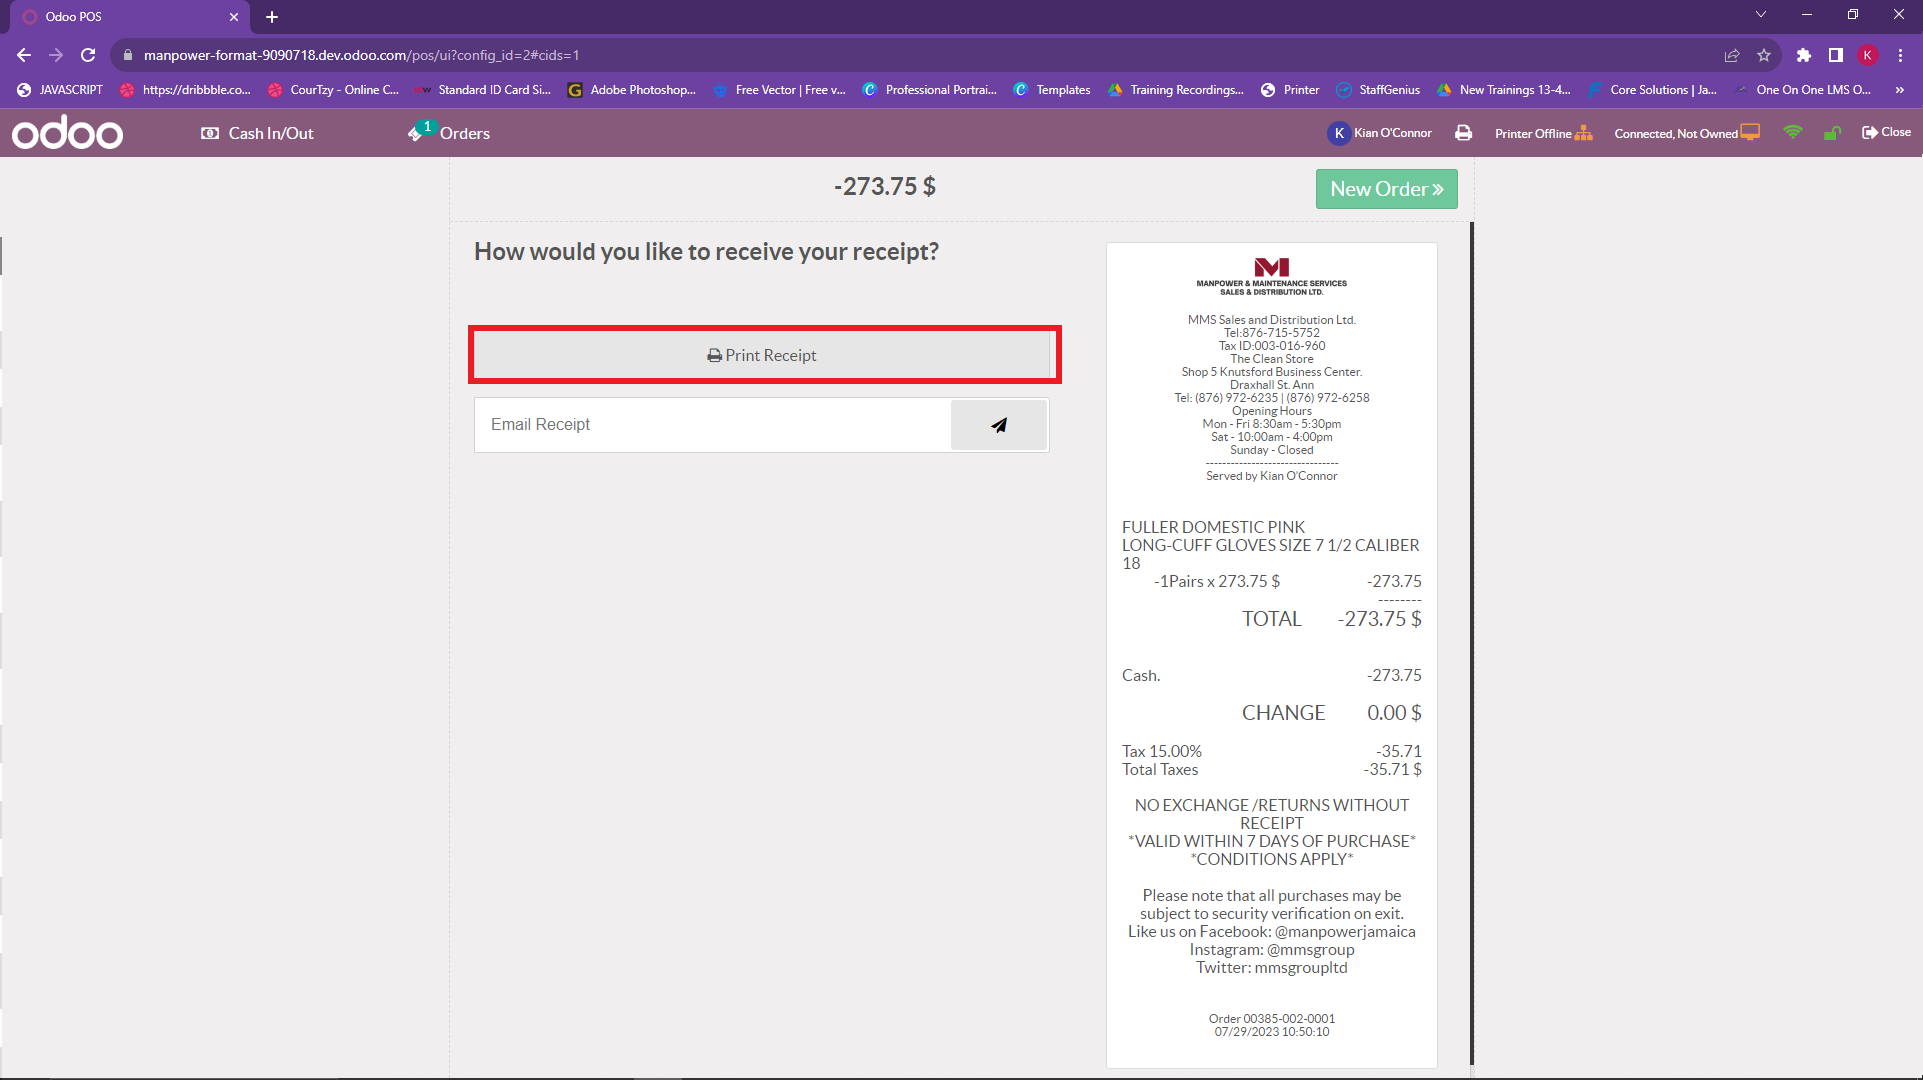 Odoo POS
manpower-format-9090718.dev.odoo.com/pos/ui?config_id=2#cids=1
K
JAVASCRIPT
https://dribbble.co...
CourTzy - Online C...
Standard ID Card Si...
Adobe Photoshop...
Free Vector | Free v...
Professional Portrai...
Templates
Training Recordings...
Printer
StaffGenius
New Trainings 13-4...
Core Solutions | Ja...
One On One LMS O...
»
odoo
Cash In/Out
1
Orders
K
Kian O'Connor
Printer Offline
Connected, Not Owned
Close
-273.75 $
New Order »
How would you like to receive your receipt?
Print Receipt
Email Receipt
M
MANPOWER & MAINTENANCE SERVICES
SALES & DISTRIBUTION LTD.
MMS Sales and Distribution Ltd.
Tel:876-715-5752
Tax ID:003-016-960
The Clean Store
Shop 5 Knutsford Business Center.
Draxhall St. Ann
Tel: (876) 972-6235 | (876) 972-6258
Opening Hours
Mon - Fri 8:30am - 5:30pm
Sat - 10:00am - 4:00pm
Sunday - Closed
--------------------------------
Served by Kian O'Connor
FULLER DOMESTIC PINK
LONG-CUFF GLOVES SIZE 7 1/2 CALIBER
18
-1Pairs x 273.75 $ -273.75
--------
TOTAL -273.75 $
Cash. -273.75
CHANGE 0.00 $
Tax 15.00% -35.71
Total Taxes -35.71 $
NO EXCHANGE /RETURNS WITHOUT
RECEIPT
*VALID WITHIN 7 DAYS OF PURCHASE*
*CONDITIONS APPLY*
Please note that all purchases may be
subject to security verification on exit.
Like us on Facebook: @manpowerjamaica
Instagram: @mmsgroup
Twitter: mmsgroupltd
Order 00385-002-0001
07/29/2023 10:50:10